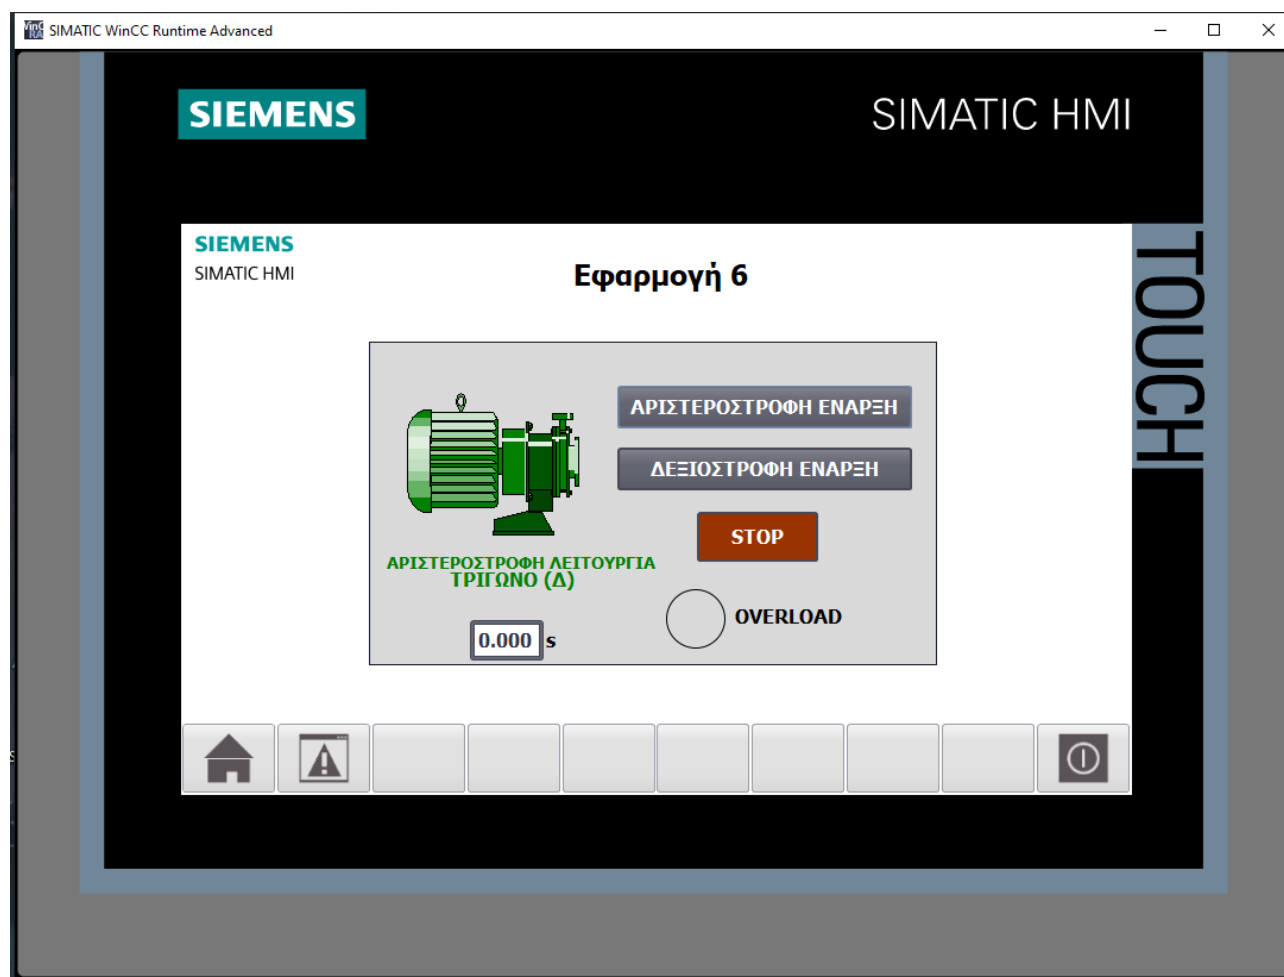 SIMATIC WinCC Runtime Advanced
SIEMENS
SIMATIC HMI
SIEMENS
SIMATIC HMI
Εφαρμογή 6
TOUCH
ΑΡΙΣΤΕΡΟΣΤΡΟΦΗ ΕΝΑΡΞΗ
ΔΕΞΙΟΣΤΡΟΦΗ ΕΝΑΡΞΗ
STOP
ΑΡΙΣΤΕΡΟΣΤΡΟΦΗ ΛΕΙΤΟΥΡΓΙΑ
ΤΡΙΓΩΝΟ (Δ)
OVERLOAD
0.000 s